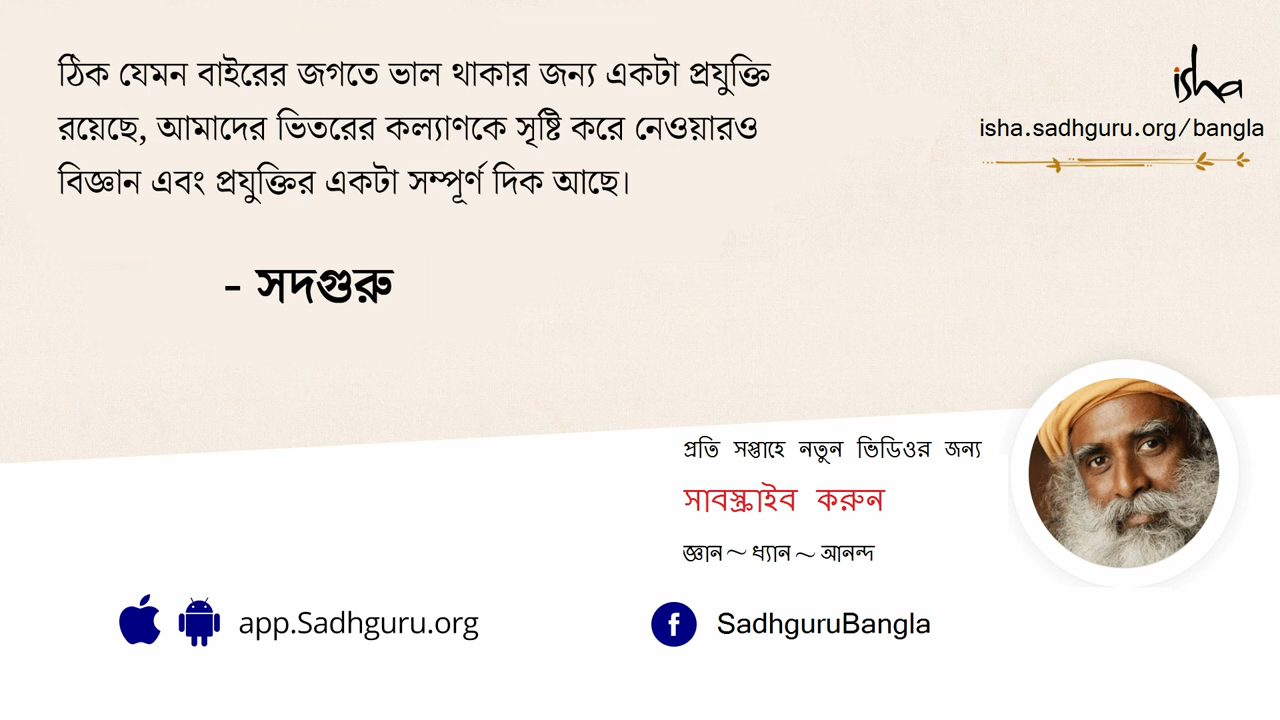 ঠিক যেমন বাইরের জগতে ভাল থাকার জন্য একটা প্রযুক্তি
রয়েছে, আমাদের ভিতরের কল্যাণকে সৃষ্টি করে নেওয়ারও
বিজ্ঞান এবং প্রযুক্তির একটা সম্পূর্ণ দিক আছে।
- সদগুরু
isha
isha.sadhguru.org/bangla
প্রতি সপ্তাহে নতুন ভিডিওর জন্য
সাবস্ক্রাইব করুন
জ্ঞান ~ ধ্যান ~ আনন্দ
app.Sadhguru.org
f SadhguruBangla